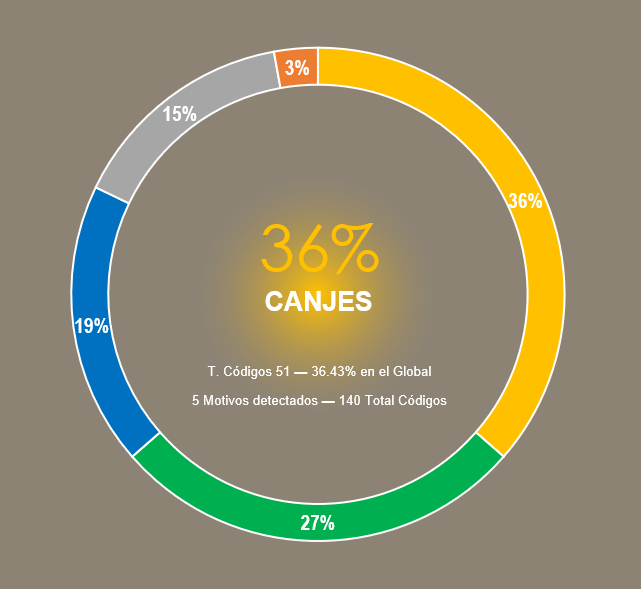 3%
15%
36%
36%
CANJES
19%
T. Códigos 51 — 36.43% en el Global
5 Motivos detectados — 140 Total Códigos
27%